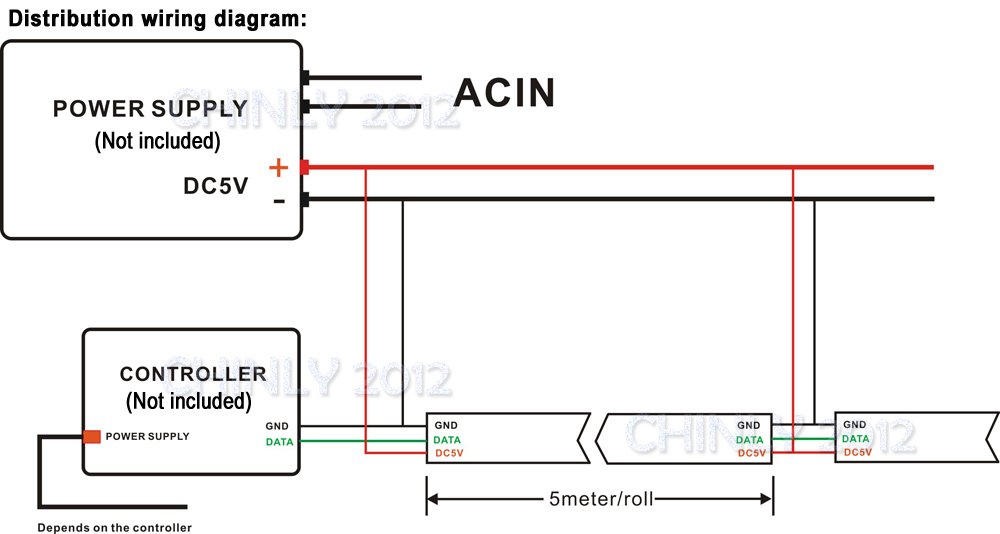 Distribution wiring diagram:
POWER SUPPLY
(Not included)
ACIN
CHINLY 2012
+
DC5V
-
CONTROLLER
(Not included)
CHINLY 2012
POWER SUPPLY
GND
DATA
GND
DATA
DC5V
GND
DATA
DC5V
GND
DATA
DC5V
CHINLY 2012
5meter/roll
Depends on the controller